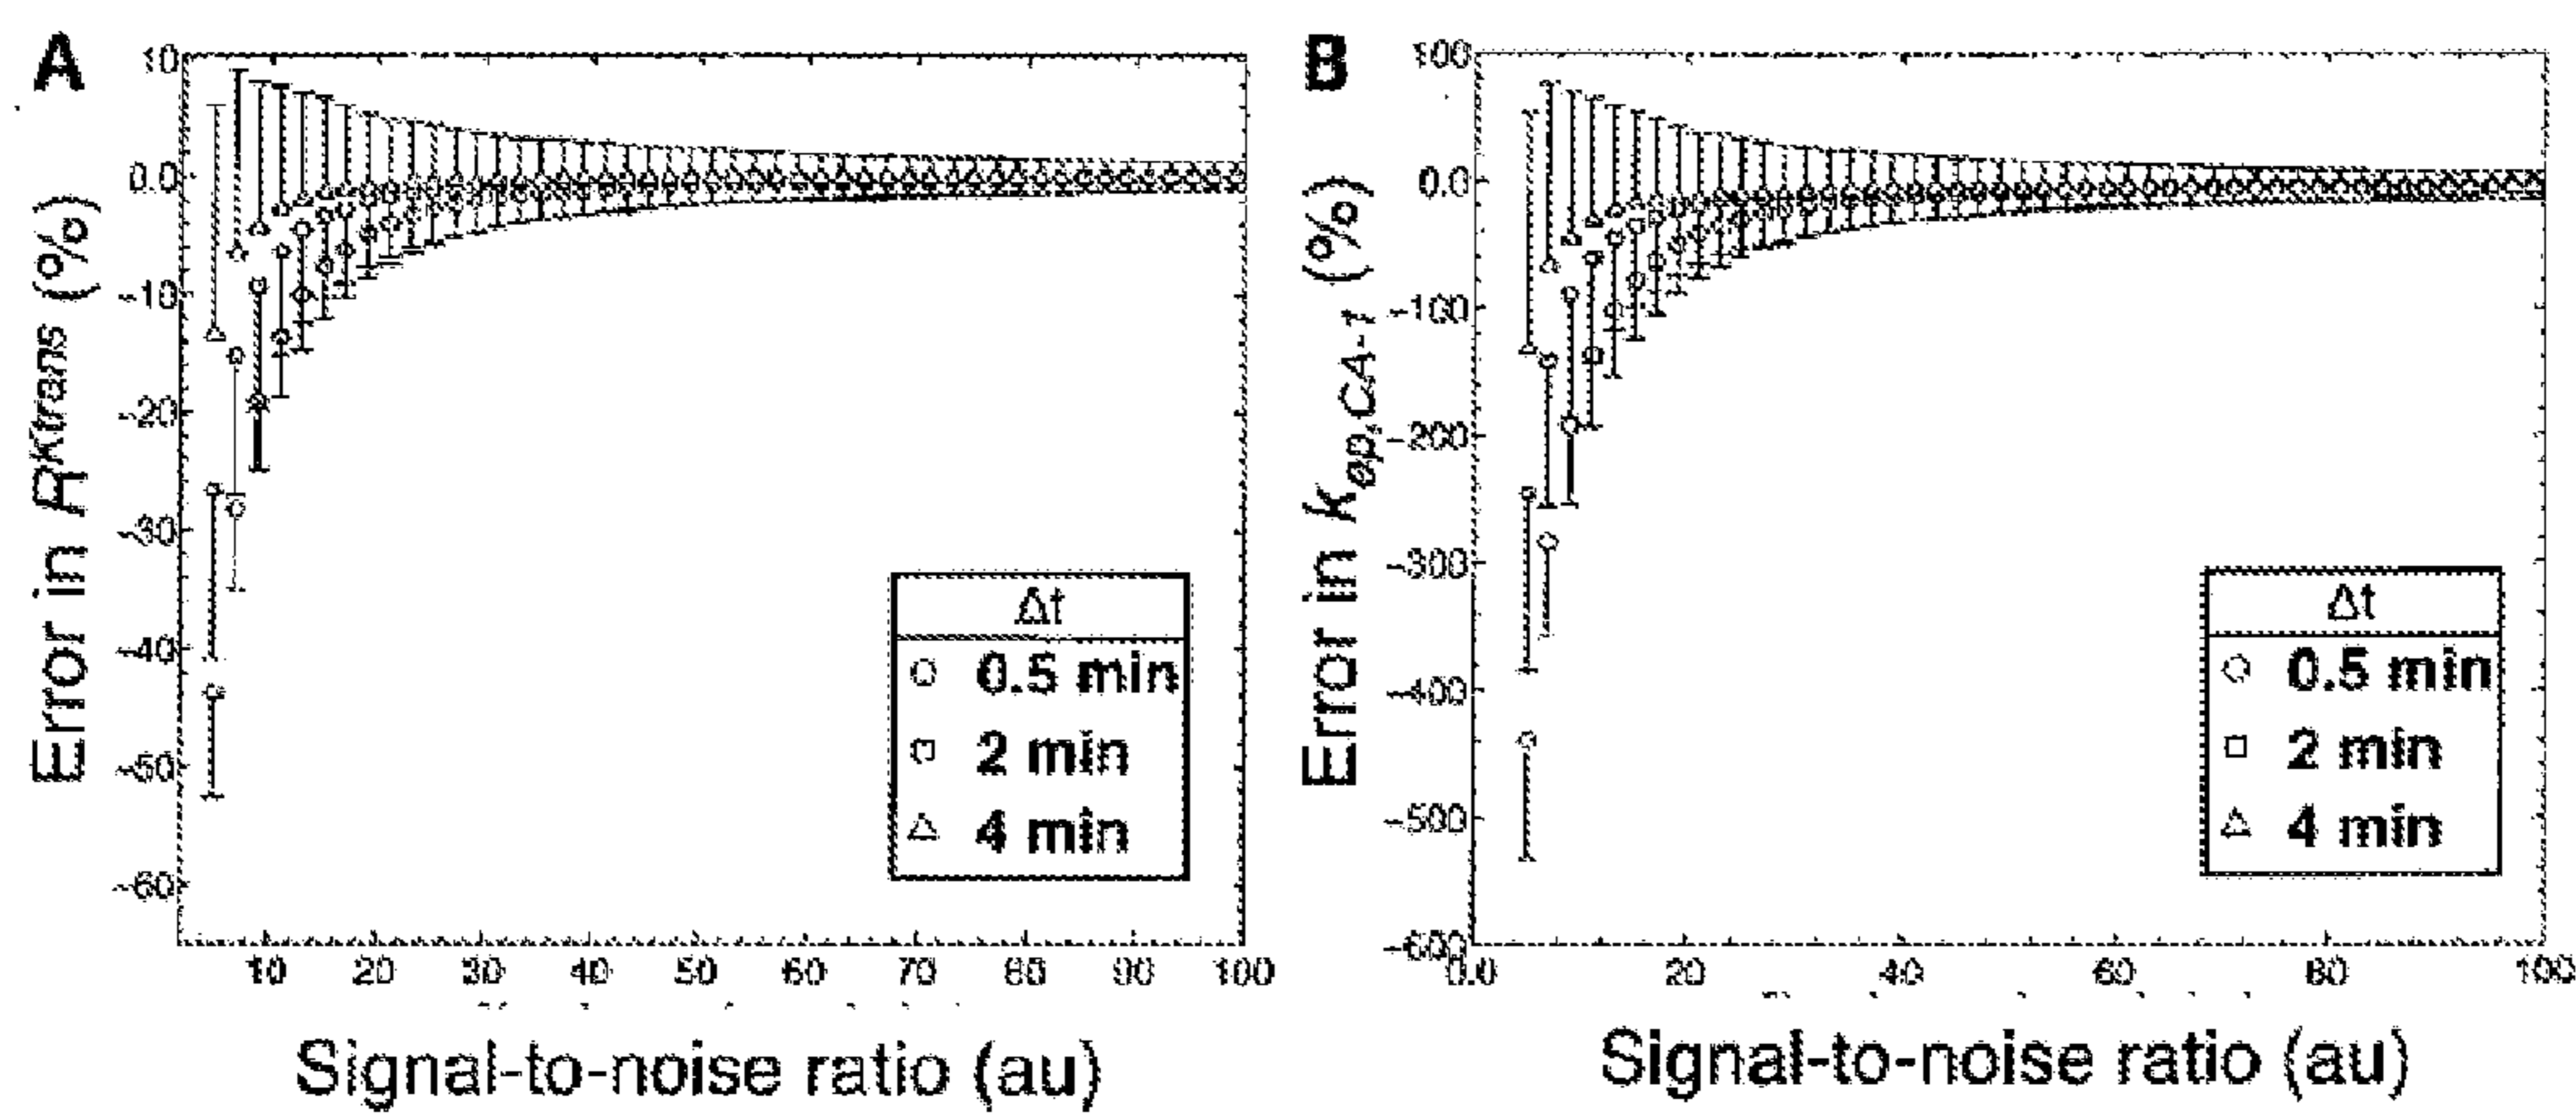 A
Error in R^Ktrans (%)
10
0.0
-10
-20
-30
-40
-50
-60
10 20 30 40 50 60 70 80 90 100
Signal-to-noise ratio (au)
Δt
0.5 min
2 min
4 min
B
Error in k_ep,CA-1 (%)
100
0.0
-100
-200
-300
-400
-500
-600
0.0 20 40 60 80 100
Signal-to-noise ratio (au)
Δt
0.5 min
2 min
4 min